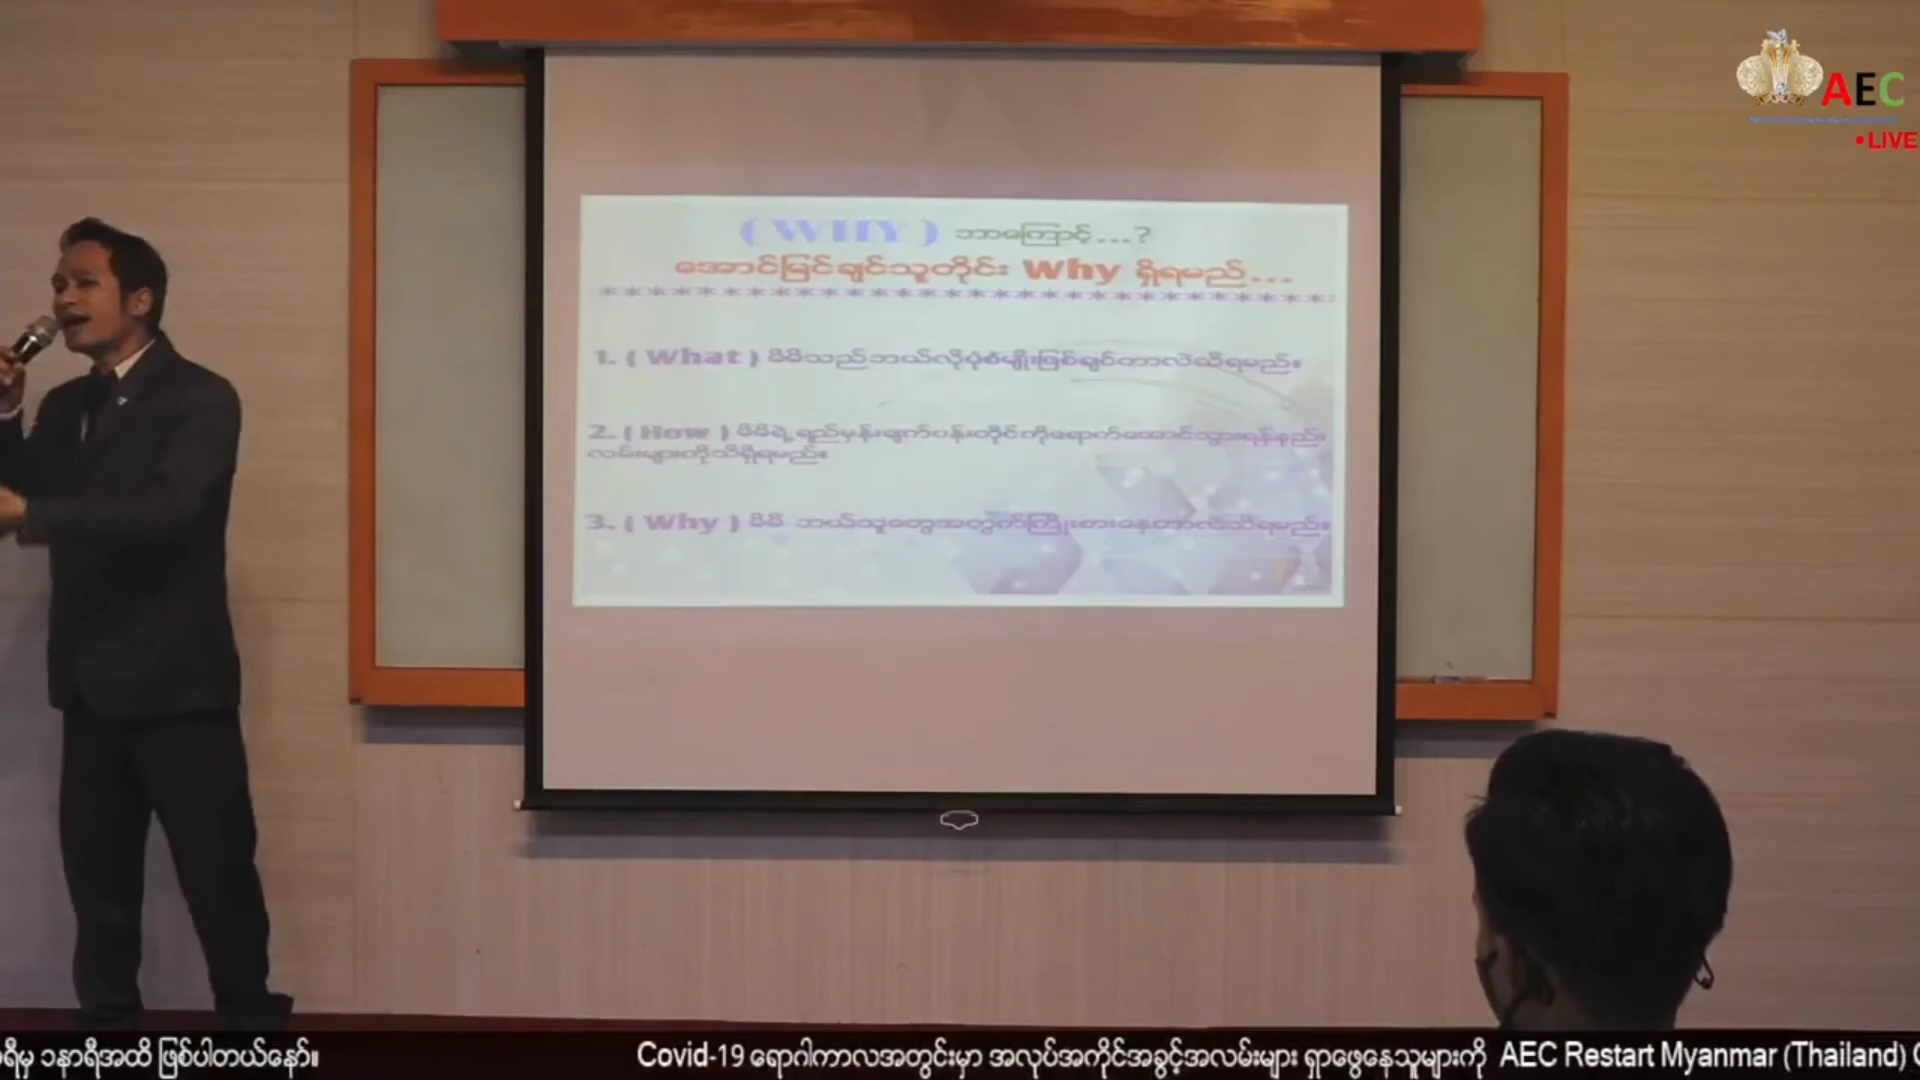 AEC
• LIVE
( WHY ) ဘာကြောင့်...?
အောင်မြင်ချင်သူတိုင်း Why ရှိရမည်...
*******************************
1. ( What ) မိမိသည်ဘယ်လိုပုံစံမျိုးဖြစ်ချင်တာလဲသိရမည်။
2. ( How ) မိမိရဲ့ ရည်မှန်းချက်ပန်းတိုင်ကိုရောက်အောင်သွားရန်နည်း
လမ်းများကိုသိရှိရမည်။
3. ( Why ) မိမိ ဘယ်သူတွေအတွက်ကြိုးစားနေတာလဲသိရမည်။
၁နာရီအထိ ဖြစ်ပါတယ်နော်။ Covid-19 ရောဂါကာလအတွင်းမှာ အလုပ်အကိုင်အခွင့်အလမ်းများ ရှာဖွေနေသူများကို AEC Restart Myanmar (Thailand)